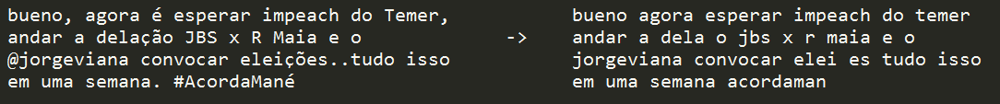 bueno, agora é esperar impeach do Temer,
andar a delação JBS x R Maia e o
@jorgeviana convocar eleições..tudo isso
em uma semana. #AcordaMané
->
bueno agora esperar impeach do temer
andar a dela o jbs x r maia e o
jorgeviana convocar elei es tudo isso
em uma semana acordaman